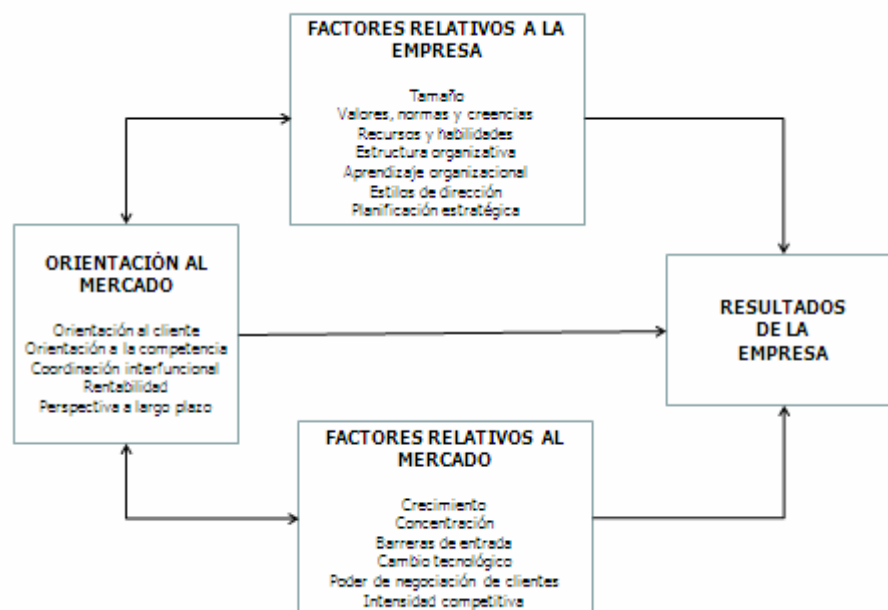 FACTORES RELATIVOS A LA
EMPRESA
Tamaño
Valores, normas y creencias
Recursos y habilidades
Estructura organizativa
Aprendizaje organizacional
Estilos de dirección
Planificación estratégica
ORIENTACIÓN AL
MERCADO
Orientación al cliente
Orientación a la competencia
Coordinación interfuncional
Rentabilidad
Perspectiva a largo plazo
RESULTADOS
DE LA
EMPRESA
FACTORES RELATIVOS AL
MERCADO
Crecimiento
Concentración
Barreras de entrada
Cambio tecnológico
Poder de negociación de clientes
Intensidad competitiva